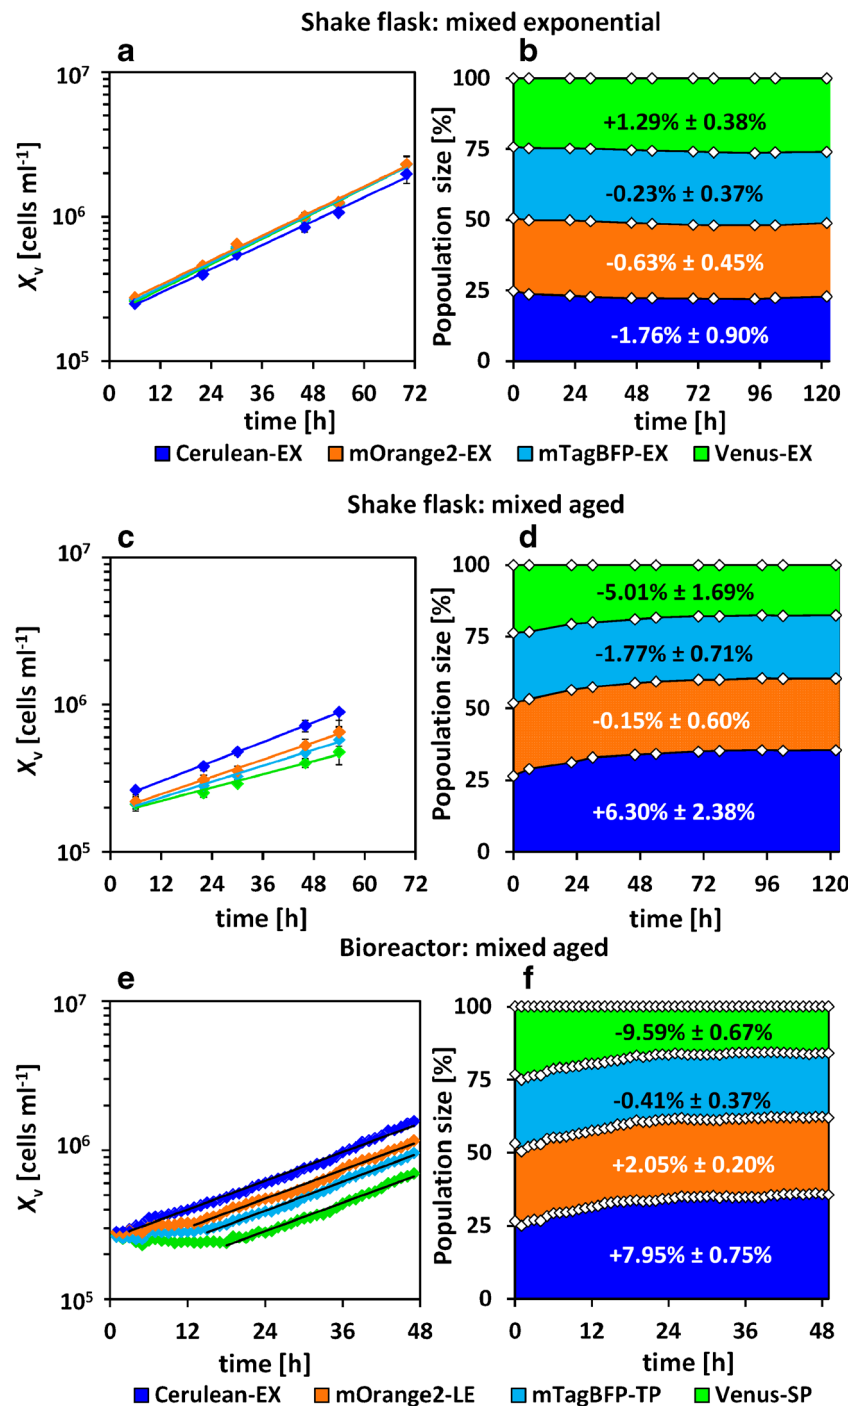 Shake flask: mixed exponential
a
b
10⁷
10⁶
10⁵
Xᵥ [cells ml⁻¹]
0 12 24 36 48 60 72
time [h]
Popoulation size [%]
100
75
50
25
0
+1.29% ± 0.38%
-0.23% ± 0.37%
-0.63% ± 0.45%
-1.76% ± 0.90%
0 24 48 72 96 120
time [h]
Cerulean-EX mOrange2-EX mTagBFP-EX Venus-EX
Shake flask: mixed aged
c
d
10⁷
10⁶
10⁵
Xᵥ [cells ml⁻¹]
0 12 24 36 48 60 72
time [h]
Popoulation size [%]
100
75
50
25
0
-5.01% ± 1.69%
-1.77% ± 0.71%
-0.15% ± 0.60%
+6.30% ± 2.38%
0 24 48 72 96 120
time [h]
Bioreactor: mixed aged
e
f
10⁷
10⁶
10⁵
Xᵥ [cells ml⁻¹]
0 12 24 36 48
time [h]
Population size [%]
100
75
50
25
0
-9.59% ± 0.67%
-0.41% ± 0.37%
+2.05% ± 0.20%
+7.95% ± 0.75%
0 12 24 36 48
time [h]
Cerulean-EX mOrange2-LE mTagBFP-TP Venus-SP